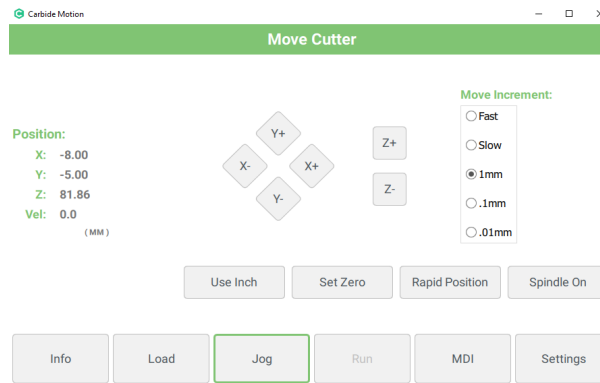 Carbide Motion
Move Cutter
Position:
X: -8.00
Y: -5.00
Z: 81.86
Vel: 0.0
(MM)
Y+
X-
X+
Y-
Z+
Z-
Move Increment:
Fast
Slow
1mm
.1mm
.01mm
Use Inch
Set Zero
Rapid Position
Spindle On
Info
Load
Jog
Run
MDI
Settings